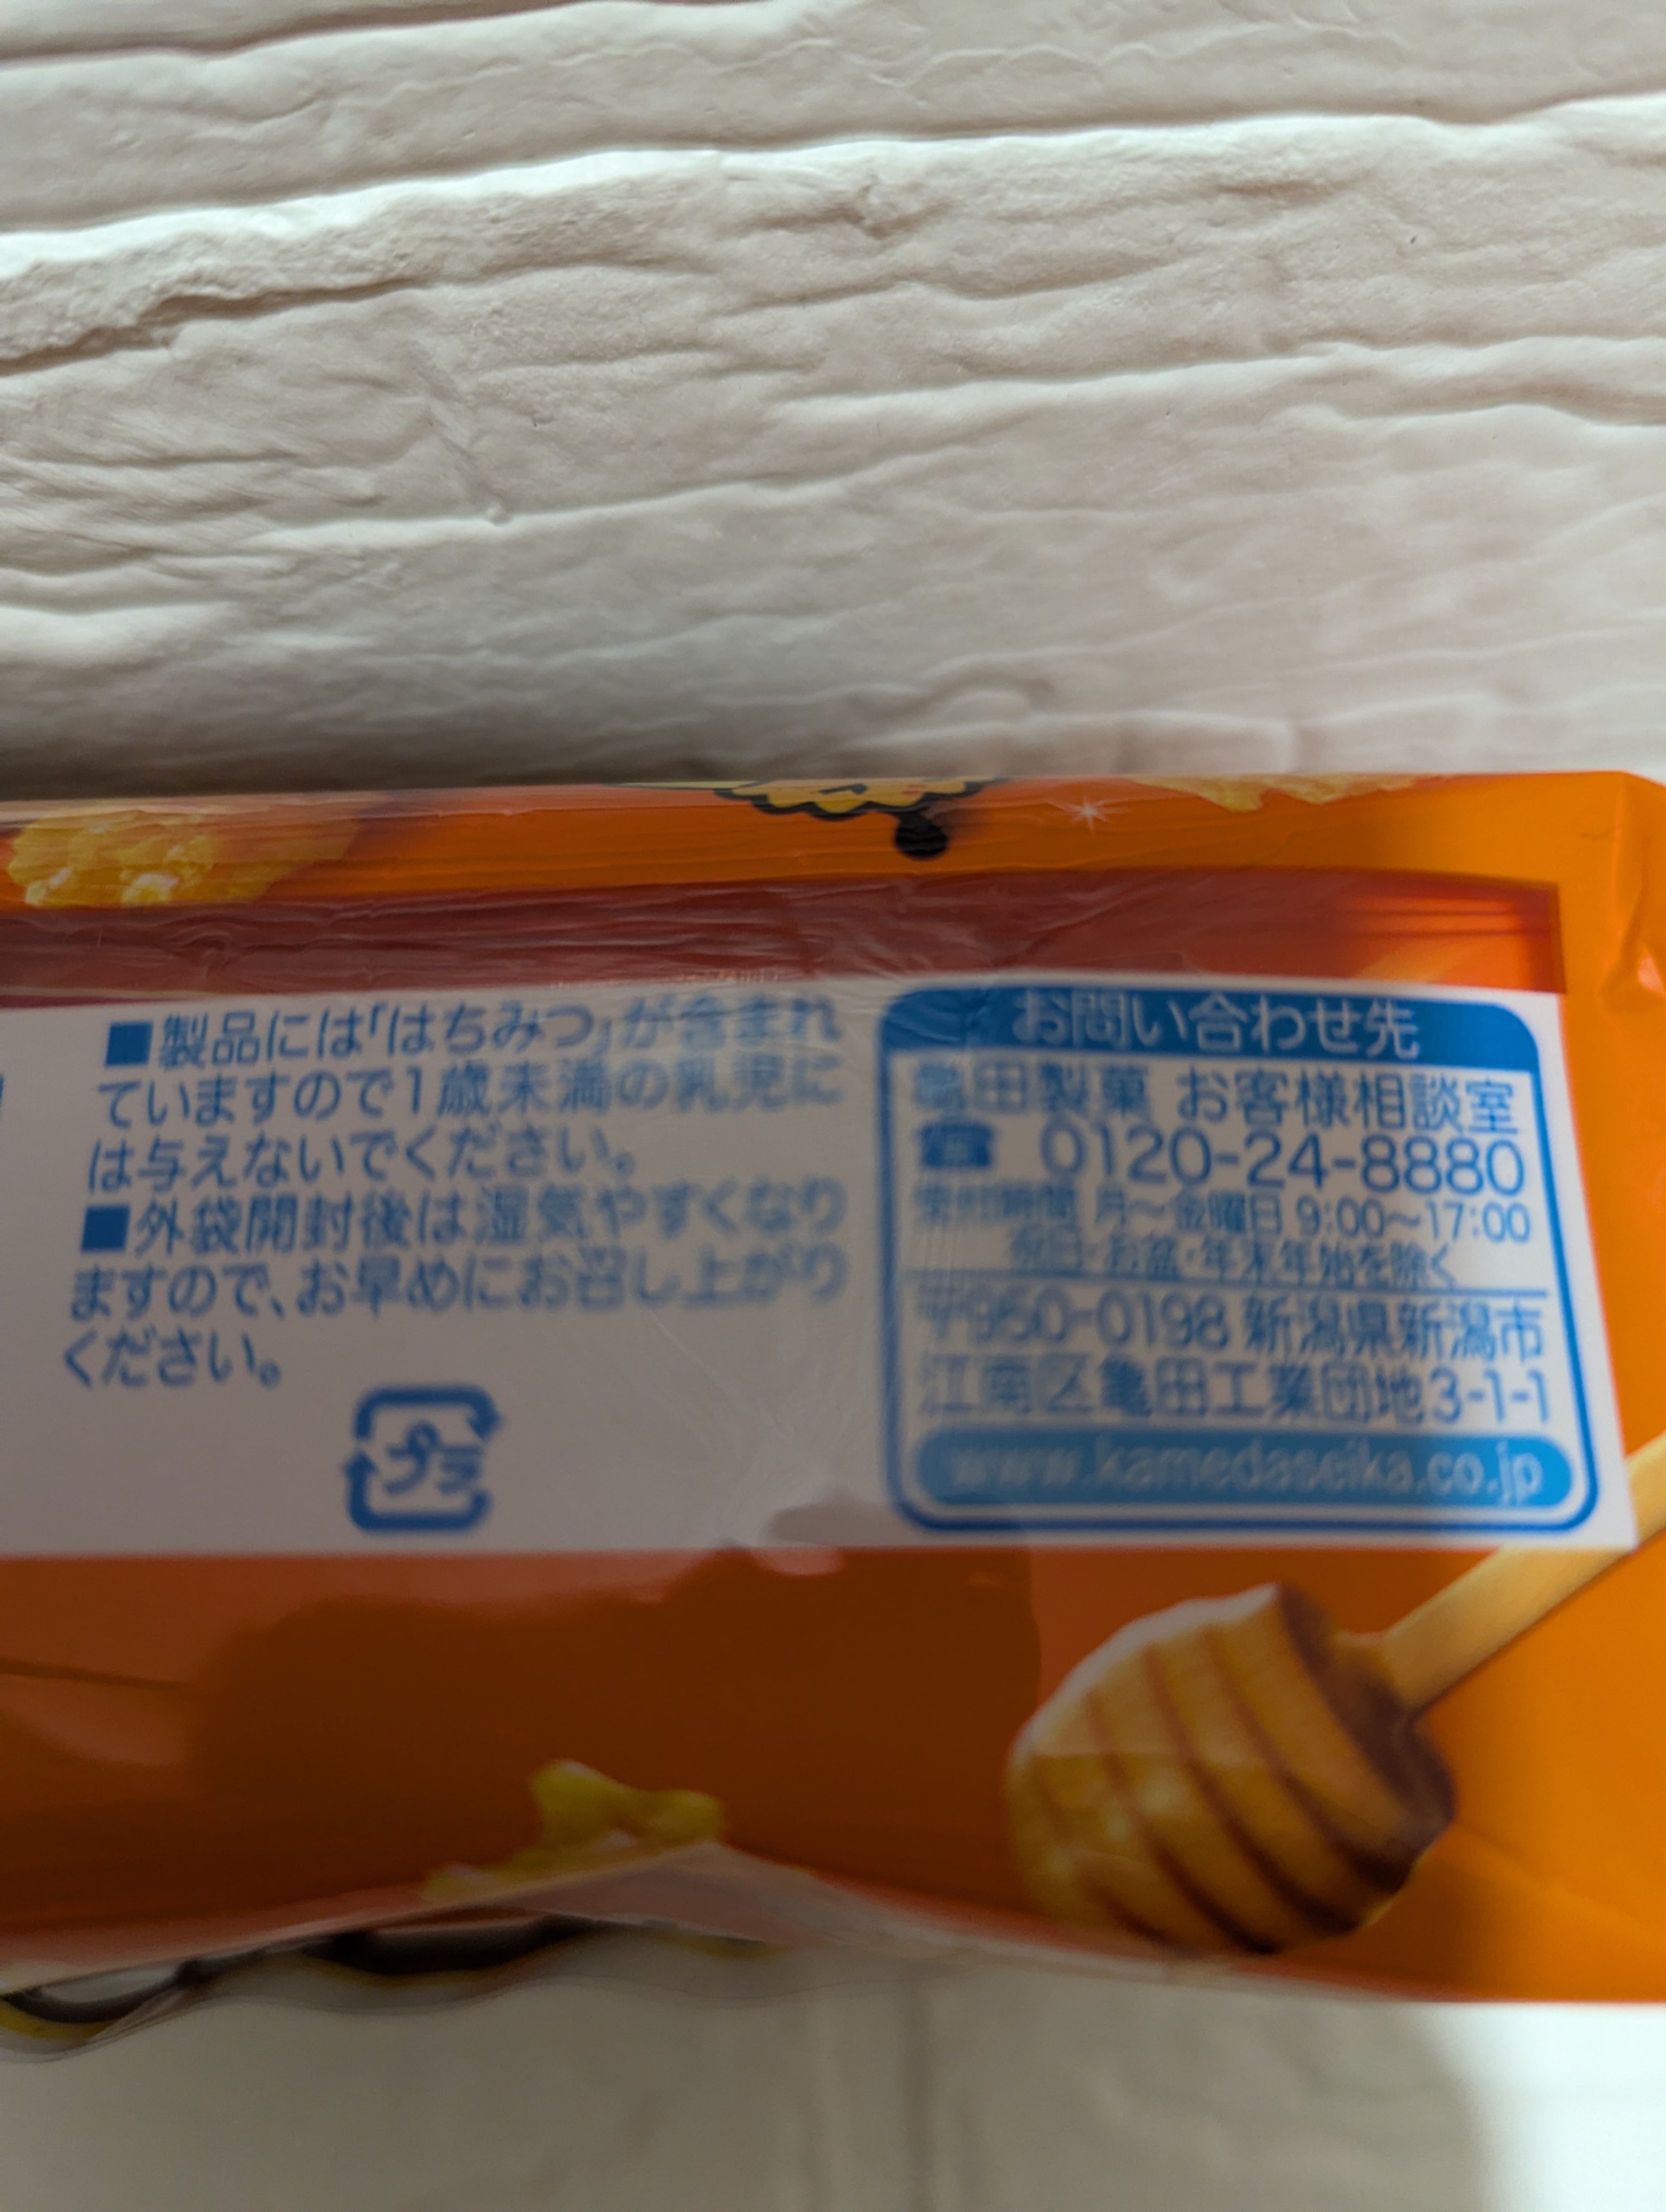 ■製品には「はちみつ」が含まれ
ていますので1歳未満の乳児に
は与えないでください。
■外袋開封後は湿気やすくなり
ますので、お早めにお召し上がり
ください。
プラ
お問い合わせ先
亀田製菓 お客様相談室
0120-24-8880
受付時間 月〜金曜日 9:00〜17:00
祝日・お盆・年末年始を除く
〒950-0198 新潟県新潟市
江南区亀田工業団地3-1-1
www.kamedaseika.co.jp